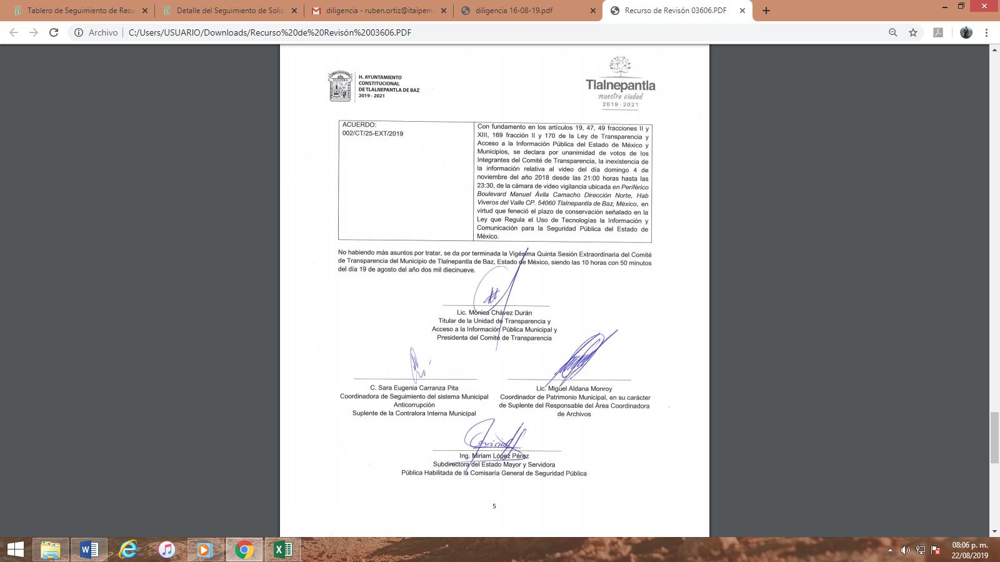 Tablero de Seguimiento de Recu
Detalle del Seguimiento de Solic
diligencia - ruben.ortiz@itaipem.
diligencia 16-08-19.pdf
Recurso de Revisón 03606.PDF
Archivo
C:/Users/USUARIO/Downloads/Recurso%20de%20Revisón%2003606.PDF
H. AYUNTAMIENTO
CONSTITUCIONAL
DE TLALNEPANTLA DE BAZ
2019 - 2021
Tlalnepantla
nuestra ciudad
2019 - 2021
ACUERDO:
002/CT/25-EXT/2019
Con fundamento en los artículos 19, 47, 49 fracciones II y
XIII, 169 fracción II y 170 de la Ley de Transparencia y
Acceso a la Información Pública del Estado de México y
Municipios, se declara por unanimidad de votos de los
Integrantes del Comité de Transparencia, la inexistencia de
la información relativa al video del día domingo 4 de
noviembre del año 2018 desde las 21:00 horas hasta las
23:30, de la cámara de video vigilancia ubicada en Periférico
Boulevard Manuel Ávila Camacho Dirección Norte, Hab
Viveros del Valle CP. 54060 Tlalnepantla de Baz, México, en
virtud que feneció el plazo de conservación señalado en la
Ley que Regula el Uso de Tecnologías la Información y
Comunicación para la Seguridad Pública del Estado de
México.
No habiendo más asuntos por tratar, se da por terminada la Vigésima Quinta Sesión Extraordinaria del Comité
de Transparencia del Municipio de Tlalnepantla de Baz, Estado de México, siendo las 10 horas con 50 minutos
del día 19 de agosto del año dos mil diecinueve.
Lic. Mónica Chávez Durán
Titular de la Unidad de Transparencia y
Acceso a la Información Pública Municipal y
Presidenta del Comité de Transparencia
C. Sara Eugenia Carranza Pita
Coordinadora de Seguimiento del sistema Municipal
Anticorrupción
Suplente de la Contralora Interna Municipal
Lic. Miguel Aldana Monroy
Coordinador de Patrimonio Municipal, en su carácter
de Suplente del Responsable del Área Coordinadora
de Archivos
Ing. Miriam López Pérez
Subdirectora del Estado Mayor y Servidora
Pública Habilitada de la Comisaría General de Seguridad Pública
5
08:06 p. m.
22/08/2019